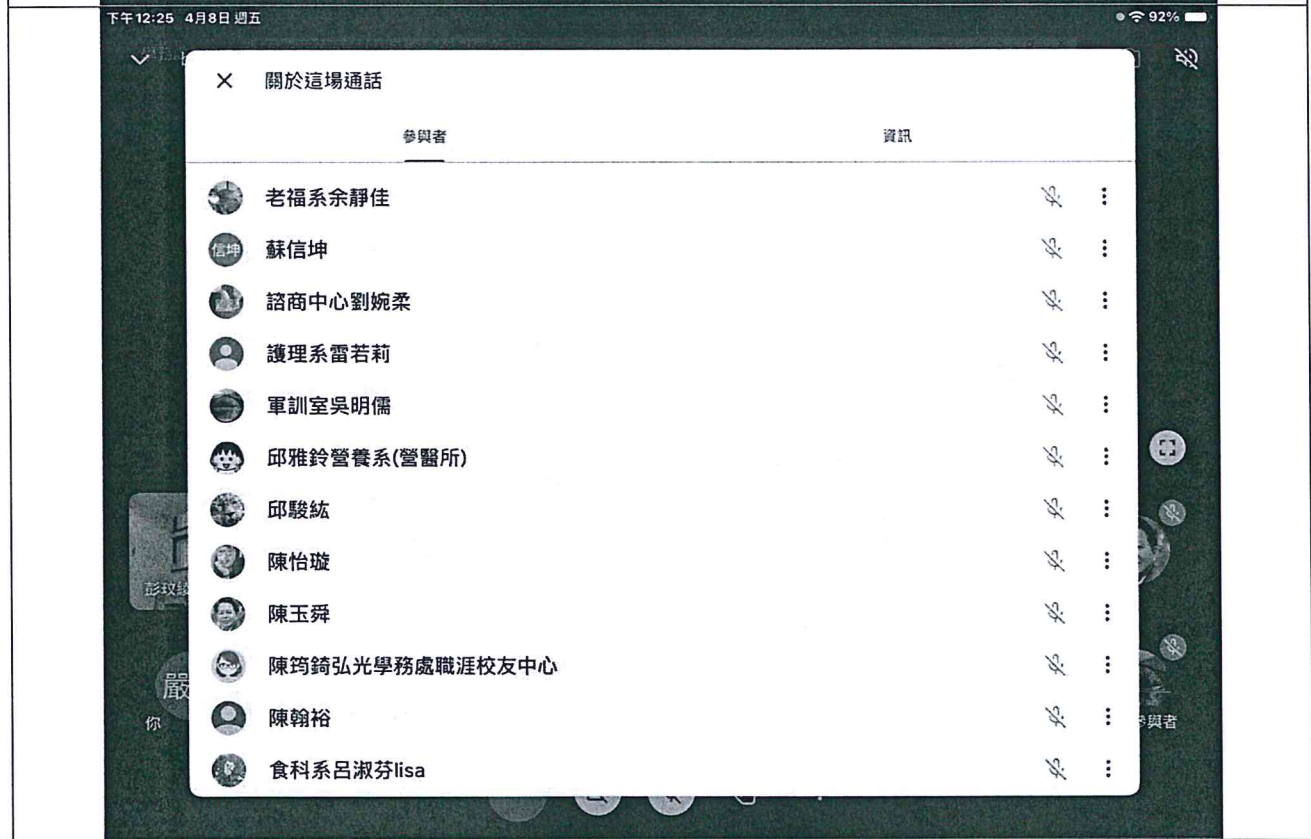 下午12:25 4月8日 週五
92%
關於這場通話
參與者
資訊
老福系余靜佳
信坤
蘇信坤
諮商中心劉婉柔
護理系雷若莉
軍訓室吳明儒
邱雅鈴營養系(營醫所)
邱駿紘
陳怡璇
彭玟綾
陳玉舜
陳筠錡弘光學務處職涯校友中心
嚴
陳翰裕
你
參與者
食科系呂淑芬lisa